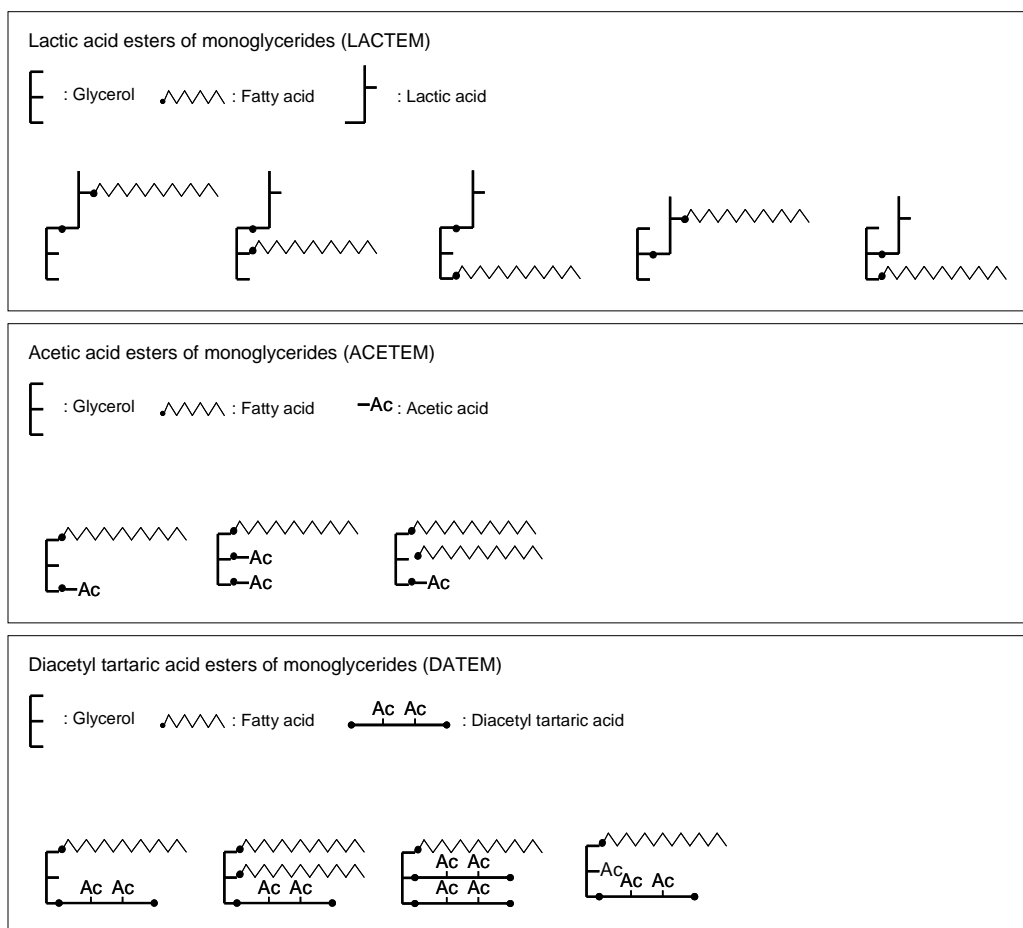 Lactic acid esters of monoglycerides (LACTEM)
: Glycerol : Fatty acid : Lactic acid
Acetic acid esters of monoglycerides (ACETEM)
: Glycerol : Fatty acid Ac : Acetic acid
Ac
Ac
Ac
Ac
Diacetyl tartaric acid esters of monoglycerides (DATEM)
Ac Ac
: Glycerol : Fatty acid : Diacetyl tartaric acid
Ac Ac
Ac
Ac Ac
Ac Ac Ac Ac Ac Ac